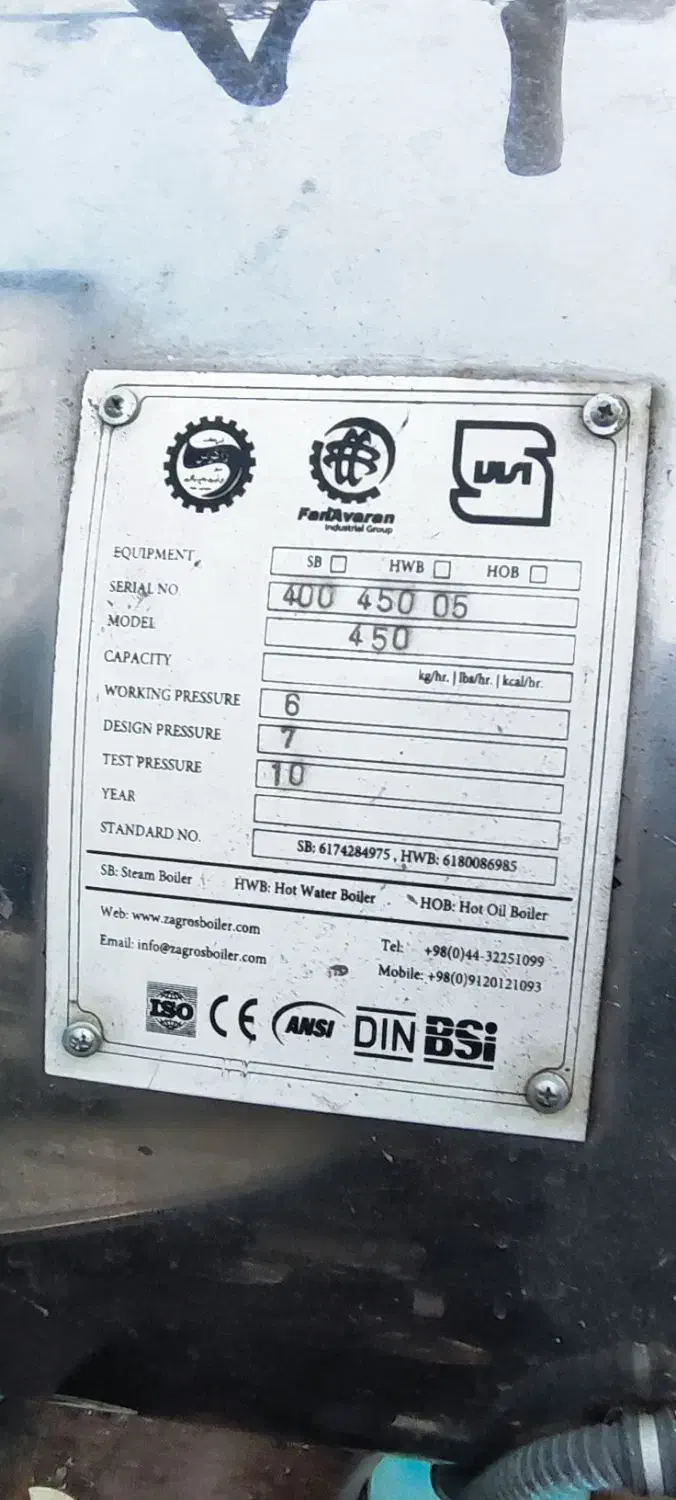 FanAvaran
Industrial Group
EQUIPMENT SB HWB HOB
SERIAL NO 400 450 05
MODEL 450
CAPACITY kg/hr. | lbs/hr. | kcal/hr.
WORKING PRESSURE 6
DESIGN PRESSURE 7
TEST PRESSURE 10
YEAR
STANDARD NO. SB: 6174284975 , HWB: 6180086985
SB: Steam Boiler HWB: Hot Water Boiler HOB: Hot Oil Boiler
Web: www.zagrosboiler.com
Email: info@zagrosboiler.com
Tel: +98(0)44-32251099
Mobile: +98(0)9120121093
ISO CE ANSI DIN BSi